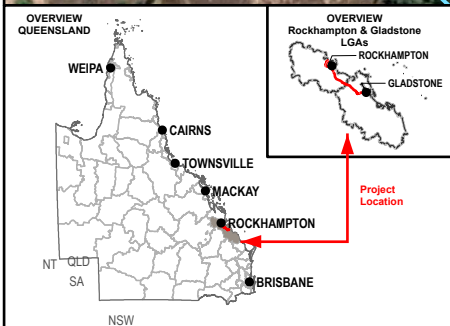 OVERVIEW
QUEENSLAND
WEIPA
CAIRNS
TOWNSVILLE
MACKAY
ROCKHAMPTON
BRISBANE
NT QLD
SA
NSW
OVERVIEW
Rockhampton & Gladstone
LGAs
ROCKHAMPTON
GLADSTONE
Project
Location